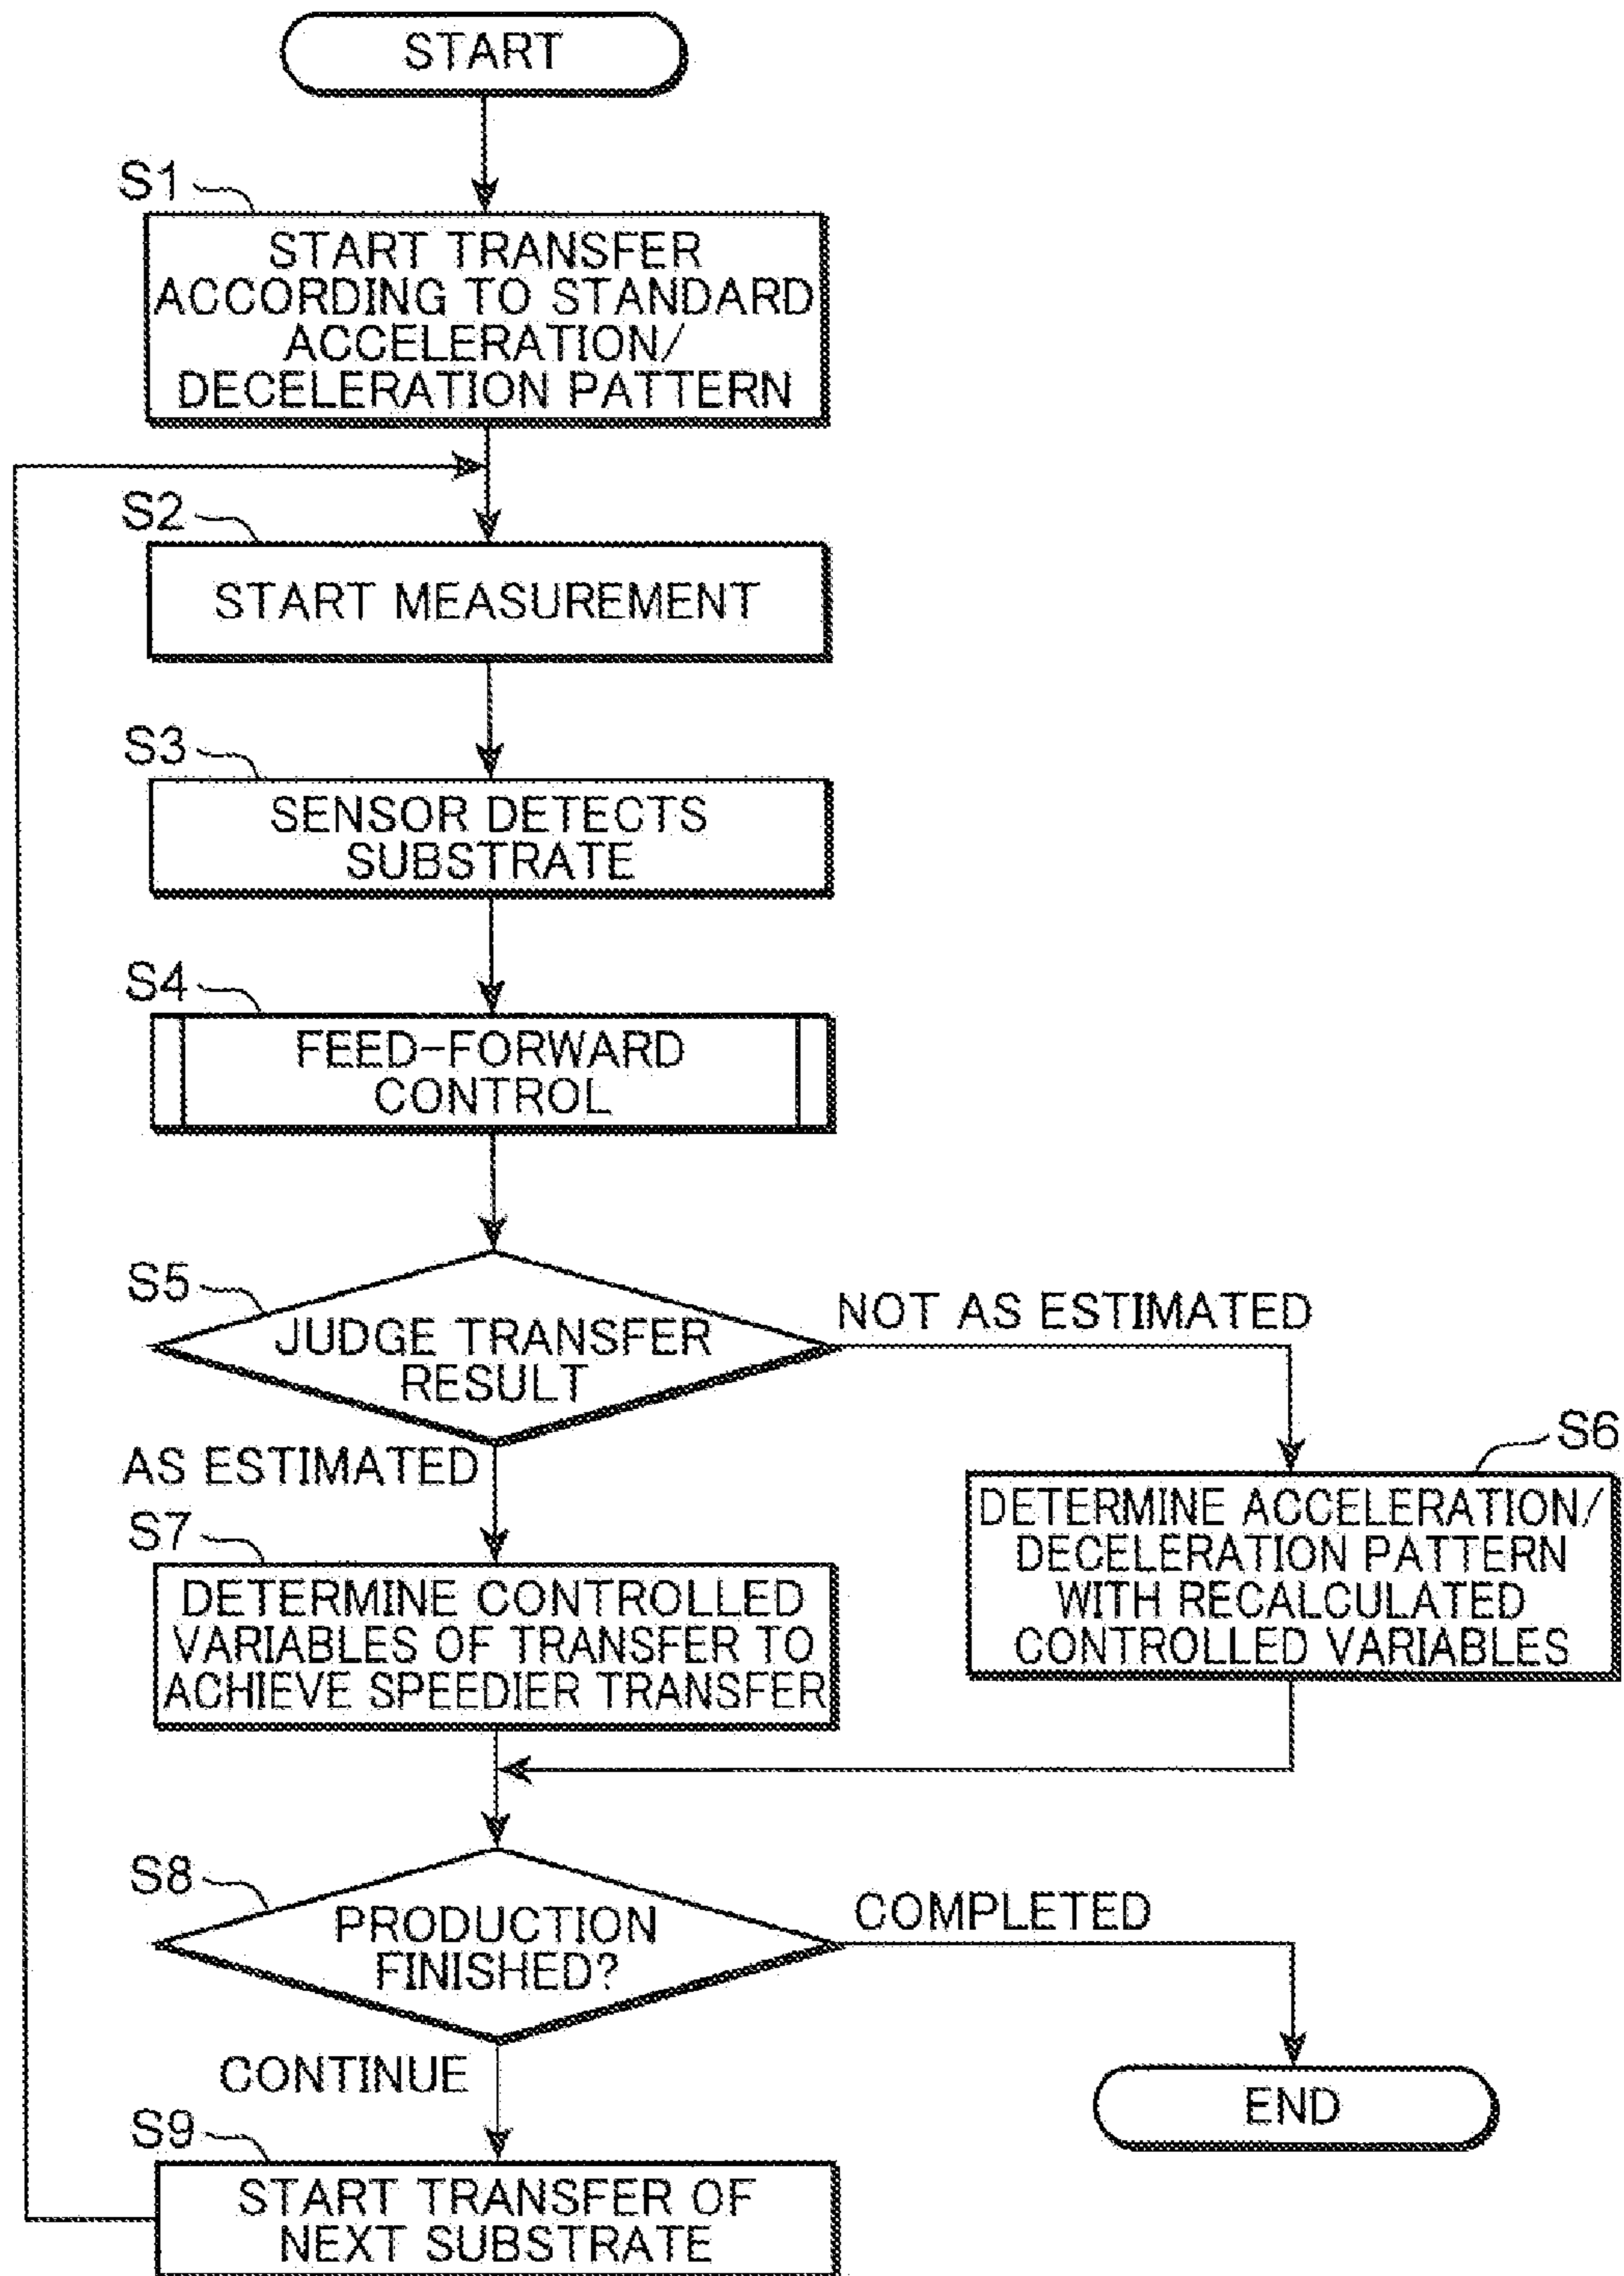 START
S1
START TRANSFER
ACCORDING TO STANDARD
ACCELERATION/
DECELERATION PATTERN
S2
START MEASUREMENT
S3
SENSOR DETECTS
SUBSTRATE
S4
FEED-FORWARD
CONTROL
S5
JUDGE TRANSFER
RESULT
NOT AS ESTIMATED
AS ESTIMATED
S6
DETERMINE ACCELERATION/
DECELERATION PATTERN
WITH RECALCULATED
CONTROLLED VARIABLES
S7
DETERMINE CONTROLLED
VARIABLES OF TRANSFER TO
ACHIEVE SPEEDIER TRANSFER
S8
PRODUCTION
FINISHED?
COMPLETED
CONTINUE
END
S9
START TRANSFER OF
NEXT SUBSTRATE